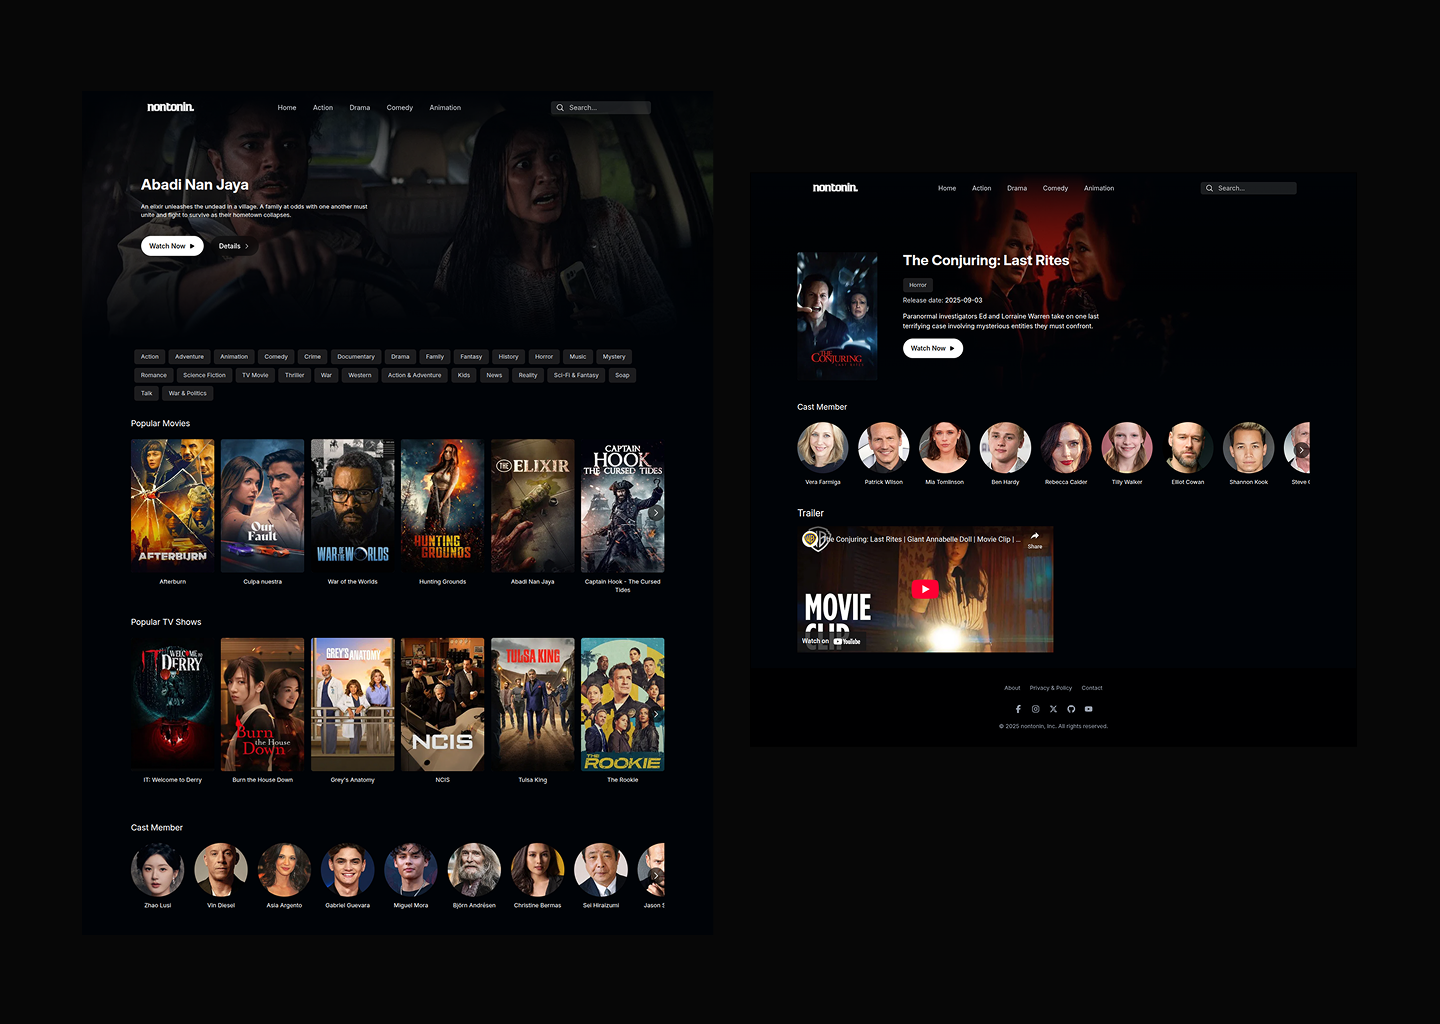 nontonin.
Home Action Drama Comedy Animation
Search...
Abadi Nan Jaya
An elixir unleashes the undead in a village. A family at odds with one another must
unite and fight to survive as their hometown collapses.
Watch Now
Details
Action Adventure Animation Comedy Crime Documentary Drama Family Fantasy History Horror Music Mystery
Romance Science Fiction TV Movie Thriller War Western Action & Adventure Kids News Reality Sci-Fi & Fantasy Soap
Talk War & Politics
Popular Movies
AFTERBURN
Our
Fault
WAR OF THE WORLDS
HUNTING
GROUNDS
THE ELIXIR
CAPTAIN
HOOK
THE CURSED TIDES
Afterburn
Culpa nuestra
War of the Worlds
Hunting Grounds
Abadi Nan Jaya
Captain Hook - The Cursed
Tides
Popular TV Shows
IT WELCOME TO
DERRY
Burn
the House
Down
GREY'S ANATOMY
NCIS
TULSA KING
THE
ROOKIE
IT: Welcome to Derry
Burn the House Down
Grey's Anatomy
NCIS
Tulsa King
The Rookie
Cast Member
Zhao Lusi
Vin Diesel
Asia Argento
Gabriel Guevara
Miguel Mora
Björn Andrésen
Christine Bermas
Sei Hiraizumi
Jason S
nontonin.
Home Action Drama Comedy Animation
Search...
THE
CONJURING
LAST RITES
The Conjuring: Last Rites
Horror
Release date: 2025-09-03
Paranormal investigators Ed and Lorraine Warren take on one last
terrifying case involving mysterious entities they must confront.
Watch Now
Cast Member
Vera Farmiga
Patrick Wilson
Mia Tomlinson
Ben Hardy
Rebecca Calder
Tilly Walker
Elliot Cowan
Shannon Kook
Steve C
Trailer
The Conjuring: Last Rites | Giant Annabelle Doll | Movie Clip | ...
Share
MOVIE
CLIP
Watch on YouTube
About Privacy & Policy Contact
© 2025 nontonin, Inc. All rights reserved.